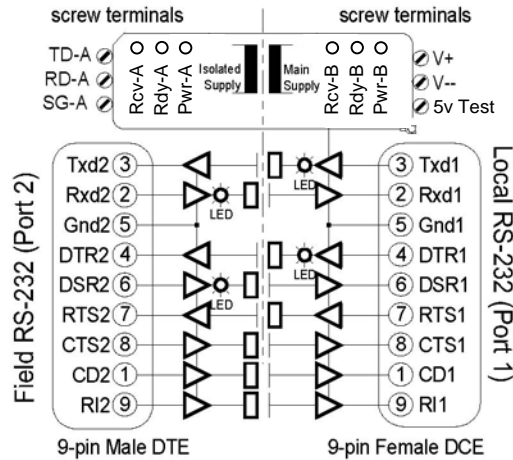 screw terminals
screw terminals
TD-A
RD-A
SG-A
Rcv-A
Rdy-A
Pwr-A
Isolated
Supply
Main
Supply
Rcv-B
Rdy-B
Pwr-B
V+
V--
5v Test
Field RS-232 (Port 2)
Txd2 3
Rxd2 2
Gnd2 5
DTR2 4
DSR2 6
RTS2 7
CTS2 8
CD2 1
RI2 9
LED
LED
LED
LED
3 Txd1
2 Rxd1
5 Gnd1
4 DTR1
6 DSR1
7 RTS1
8 CTS1
1 CD1
9 RI1
Local RS-232 (Port 1)
9-pin Male DTE
9-pin Female DCE